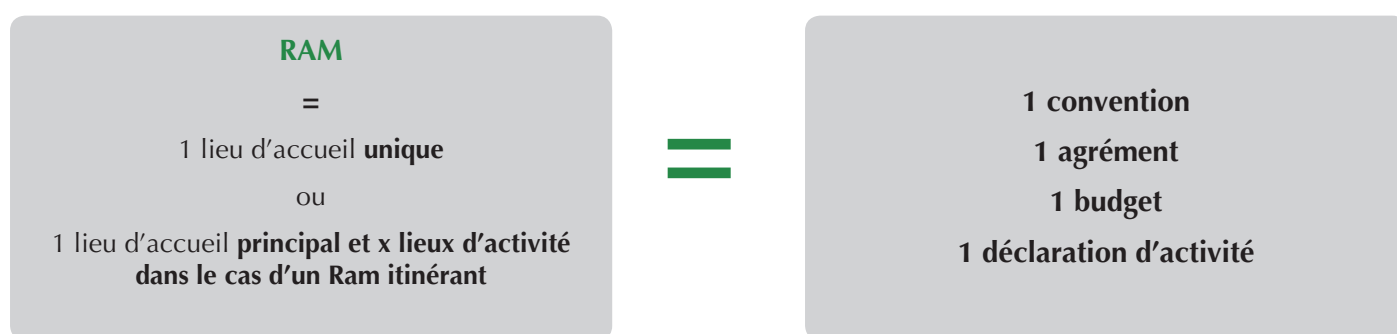 RAM
=
1 lieu d’accueil unique
ou
1 lieu d’accueil principal et x lieux d’activité
dans le cas d’un Ram itinérant
=
1 convention
1 agrément
1 budget
1 déclaration d’activité